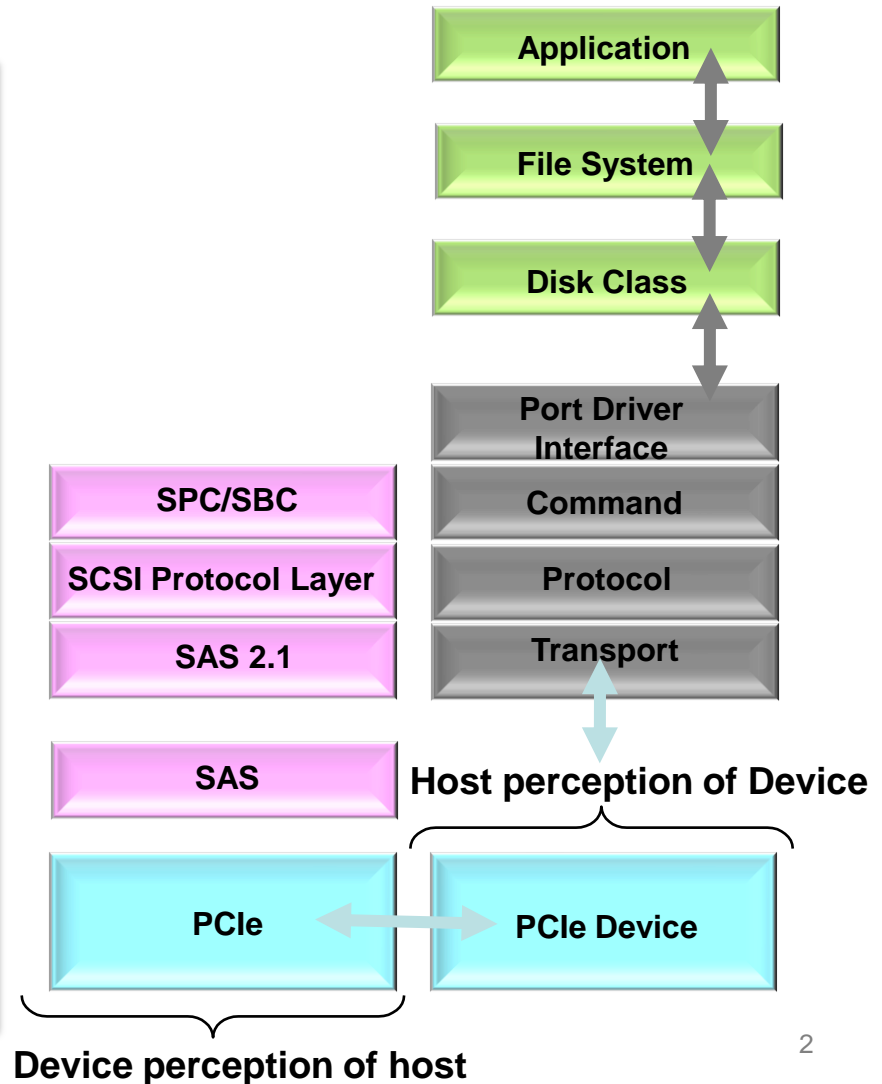 Application
File System
Disk Class
Port Driver
Interface
SPC/SBC
Command
SCSI Protocol Layer
Protocol
SAS 2.1
Transport
SAS
Host perception of Device
PCIe
PCIe Device
Device perception of host
2